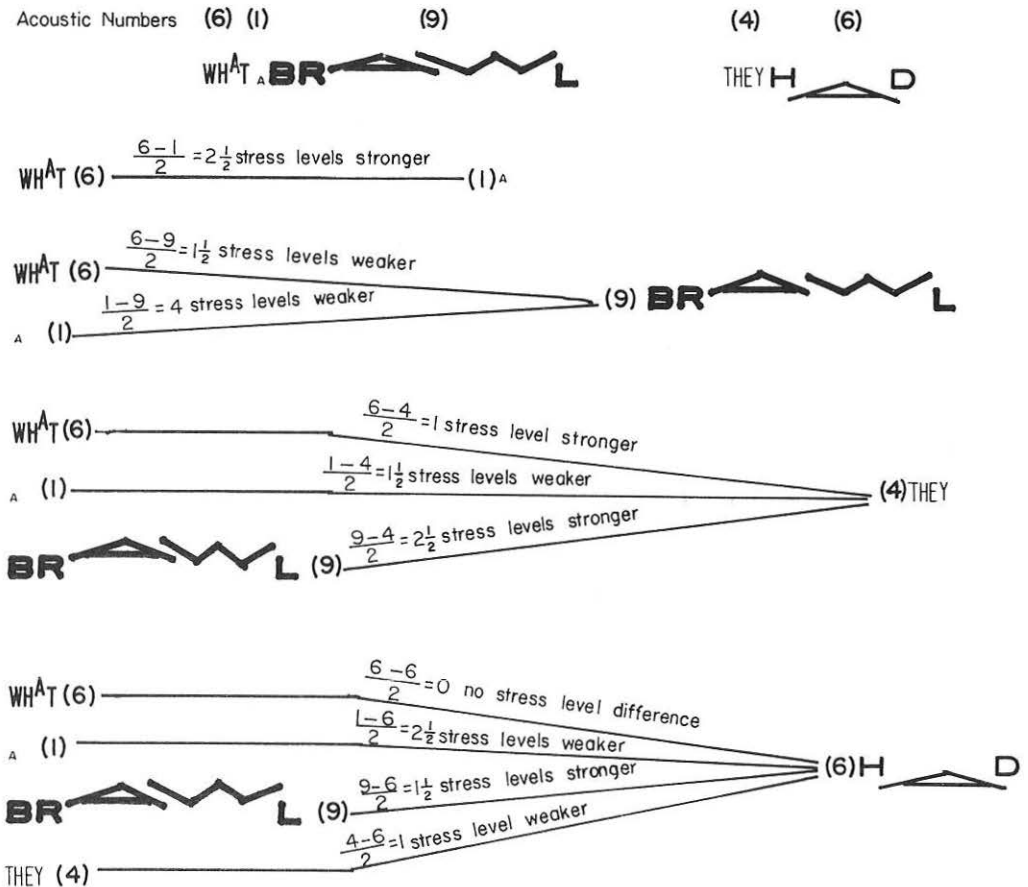 Acoustic Numbers (6) (1) (9) (4) (6)
WHAT A BR L THEY H D
6-1/2 = 2 1/2 stress levels stronger
WHAT (6) (1) A
6-9/2 = 1 1/2 stress levels weaker
WHAT (6)
1-9/2 = 4 stress levels weaker
(9) BR L
A (1)
6-4/2 = 1 stress level stronger
WHAT (6)
1-4/2 = 1 1/2 stress levels weaker
A (1) (4) THEY
9-4/2 = 2 1/2 stress levels stronger
BR L (9)
6-6/2 = 0 no stress level difference
WHAT (6)
1-6/2 = 2 1/2 stress levels weaker
A (1) (6) H D
9-6/2 = 1 1/2 stress levels stronger
BR L (9)
4-6/2 = 1 stress level weaker
THEY (4)